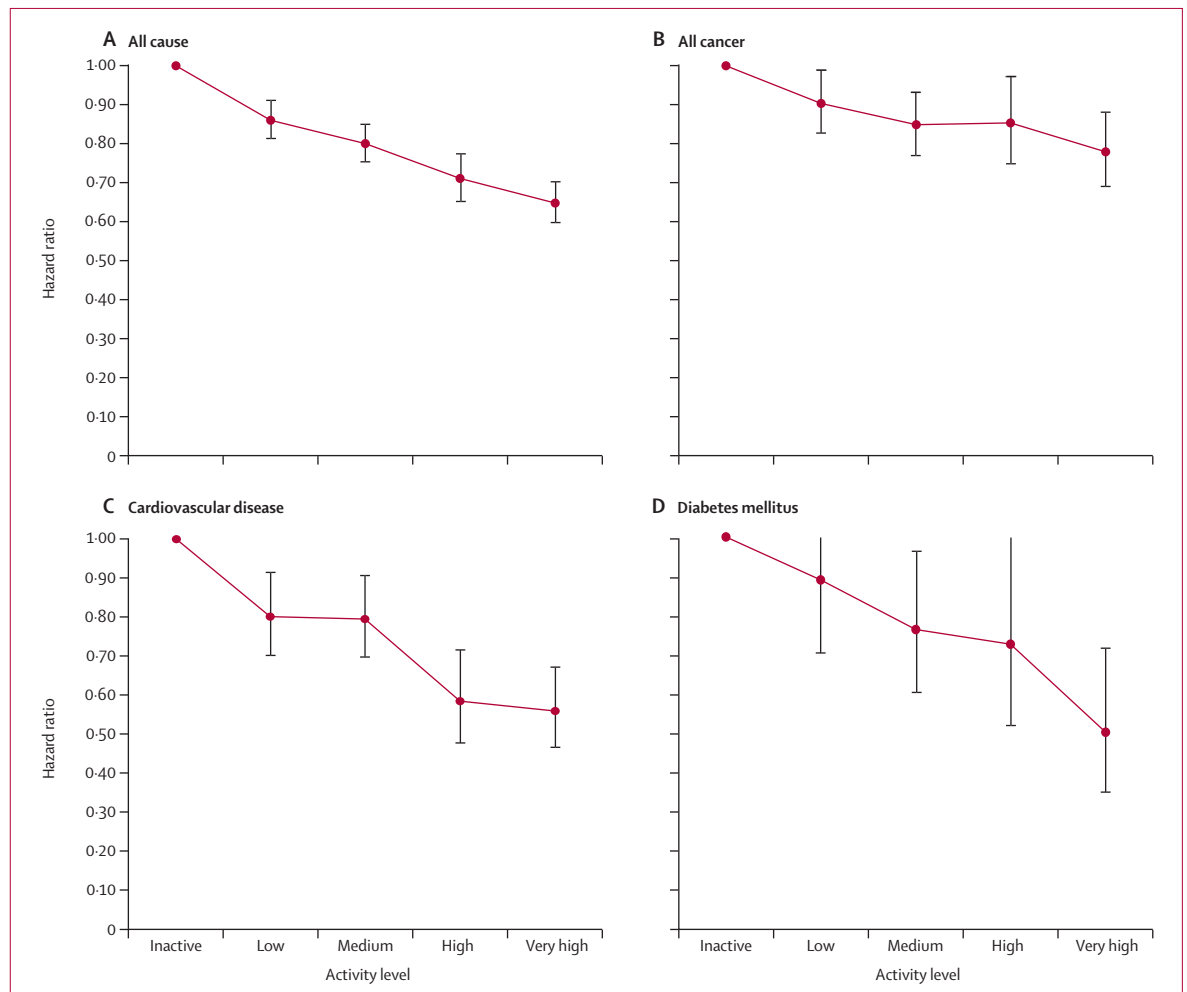 A All cause
1·00
0·90
0·80
0·70
0·60
0·50
0·40
0·30
0·20
0·10
0
Hazard ratio
B All cancer
C Cardiovascular disease
1·00
0·90
0·80
0·70
0·60
0·50
0·40
0·30
0·20
0·10
0
Hazard ratio
Inactive Low Medium High Very high
Activity level
D Diabetes mellitus
Inactive Low Medium High Very high
Activity level